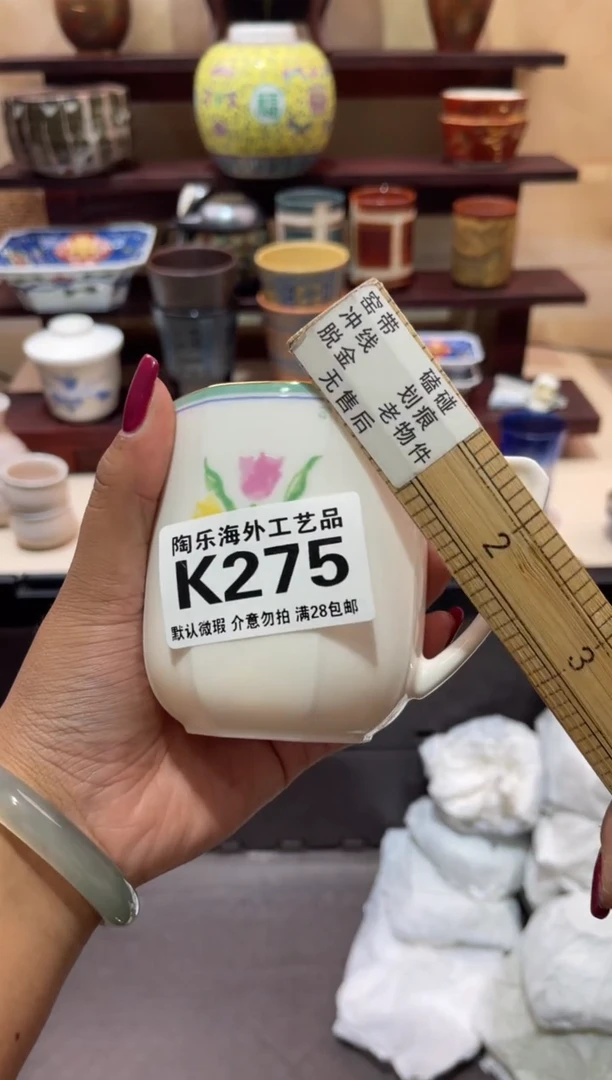 窑带 磕碰
冲线 划痕
脱金 老物件
无售后
2
3
陶乐海外工艺品
K275
默认微瑕 介意勿拍 满28包邮